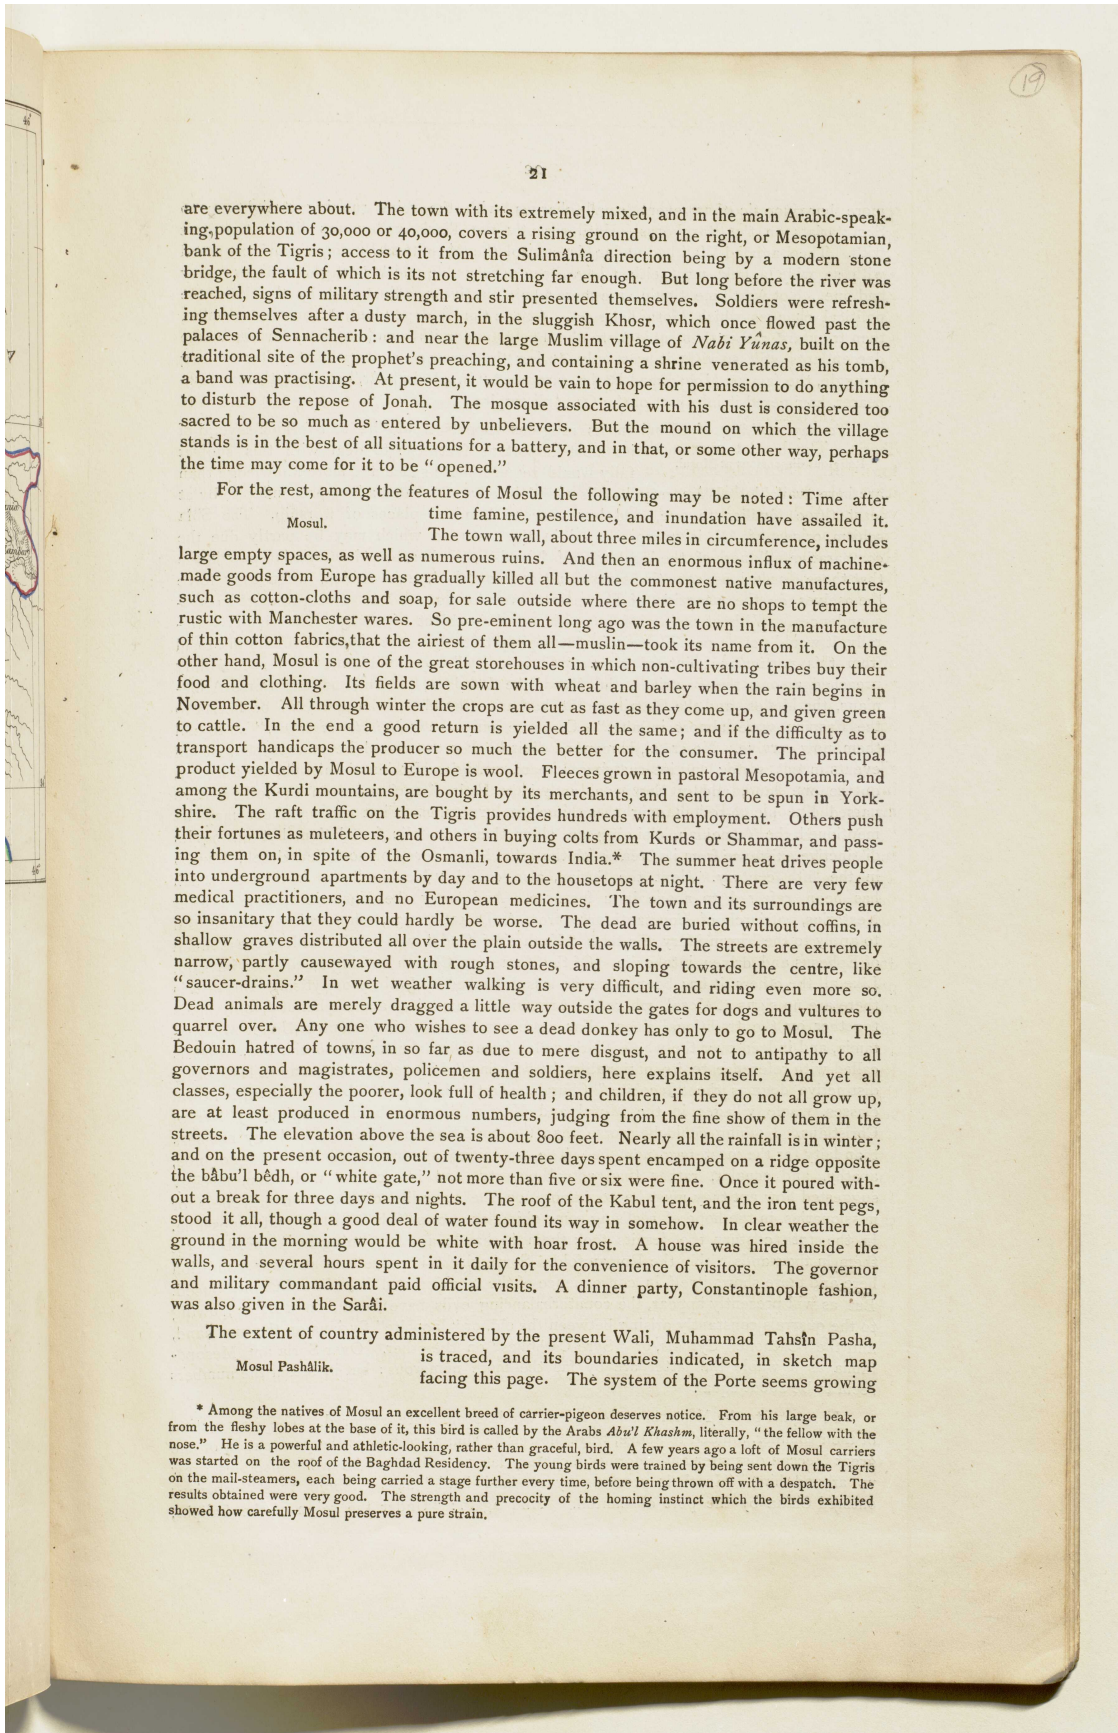 19
21
are everywhere about. The town with its extremely mixed, and in the main Arabic-speak-
ing, population of 30,000 or 40,000, covers a rising ground on the right, or Mesopotamian,
bank of the Tigris; access to it from the Sulimânîa direction being by a modern stone
bridge, the fault of which is its not stretching far enough. But long before the river was
reached, signs of military strength and stir presented themselves. Soldiers were refresh-
ing themselves after a dusty march, in the sluggish Khosr, which once flowed past the
palaces of Sennacherib: and near the large Muslim village of Nabi Yûnas, built on the
traditional site of the prophet's preaching, and containing a shrine venerated as his tomb,
a band was practising. At present, it would be vain to hope for permission to do anything
to disturb the repose of Jonah. The mosque associated with his dust is considered too
sacred to be so much as entered by unbelievers. But the mound on which the village
stands is in the best of all situations for a battery, and in that, or some other way, perhaps
the time may come for it to be "opened."
For the rest, among the features of Mosul the following may be noted: Time after
Mosul. time famine, pestilence, and inundation have assailed it.
The town wall, about three miles in circumference, includes
large empty spaces, as well as numerous ruins. And then an enormous influx of machine-
made goods from Europe has gradually killed all but the commonest native manufactures,
such as cotton-cloths and soap, for sale outside where there are no shops to tempt the
rustic with Manchester wares. So pre-eminent long ago was the town in the manufacture
of thin cotton fabrics, that the airiest of them all—muslin—took its name from it. On the
other hand, Mosul is one of the great storehouses in which non-cultivating tribes buy their
food and clothing. Its fields are sown with wheat and barley when the rain begins in
November. All through winter the crops are cut as fast as they come up, and given green
to cattle. In the end a good return is yielded all the same; and if the difficulty as to
transport handicaps the producer so much the better for the consumer. The principal
product yielded by Mosul to Europe is wool. Fleeces grown in pastoral Mesopotamia, and
among the Kurdi mountains, are bought by its merchants, and sent to be spun in York-
shire. The raft traffic on the Tigris provides hundreds with employment. Others push
their fortunes as muleteers, and others in buying colts from Kurds or Shammar, and pass-
ing them on, in spite of the Osmanli, towards India.* The summer heat drives people
into underground apartments by day and to the housetops at night. There are very few
medical practitioners, and no European medicines. The town and its surroundings are
so insanitary that they could hardly be worse. The dead are buried without coffins, in
shallow graves distributed all over the plain outside the walls. The streets are extremely
narrow, partly causewayed with rough stones, and sloping towards the centre, like
"saucer-drains." In wet weather walking is very difficult, and riding even more so.
Dead animals are merely dragged a little way outside the gates for dogs and vultures to
quarrel over. Any one who wishes to see a dead donkey has only to go to Mosul. The
Bedouin hatred of towns, in so far as due to mere disgust, and not to antipathy to all
governors and magistrates, policemen and soldiers, here explains itself. And yet all
classes, especially the poorer, look full of health; and children, if they do not all grow up,
are at least produced in enormous numbers, judging from the fine show of them in the
streets. The elevation above the sea is about 800 feet. Nearly all the rainfall is in winter;
and on the present occasion, out of twenty-three days spent encamped on a ridge opposite
the bâbu'l bêdh, or "white gate," not more than five or six were fine. Once it poured with-
out a break for three days and nights. The roof of the Kabul tent, and the iron tent pegs,
stood it all, though a good deal of water found its way in somehow. In clear weather the
ground in the morning would be white with hoar frost. A house was hired inside the
walls, and several hours spent in it daily for the convenience of visitors. The governor
and military commandant paid official visits. A dinner party, Constantinople fashion,
was also given in the Sarâi.
The extent of country administered by the present Wali, Muhammad Tahsîn Pasha,
Mosul Pashâlik. is traced, and its boundaries indicated, in sketch map
facing this page. The system of the Porte seems growing
* Among the natives of Mosul an excellent breed of carrier-pigeon deserves notice. From his large beak, or
from the fleshy lobes at the base of it, this bird is called by the Arabs Abu'l Khashm, literally, "the fellow with the
nose." He is a powerful and athletic-looking, rather than graceful, bird. A few years ago a loft of Mosul carriers
was started on the roof of the Baghdad Residency. The young birds were trained by being sent down the Tigris
on the mail-steamers, each being carried a stage further every time, before being thrown off with a despatch. The
results obtained were very good. The strength and precocity of the homing instinct which the birds exhibited
showed how carefully Mosul preserves a pure strain.